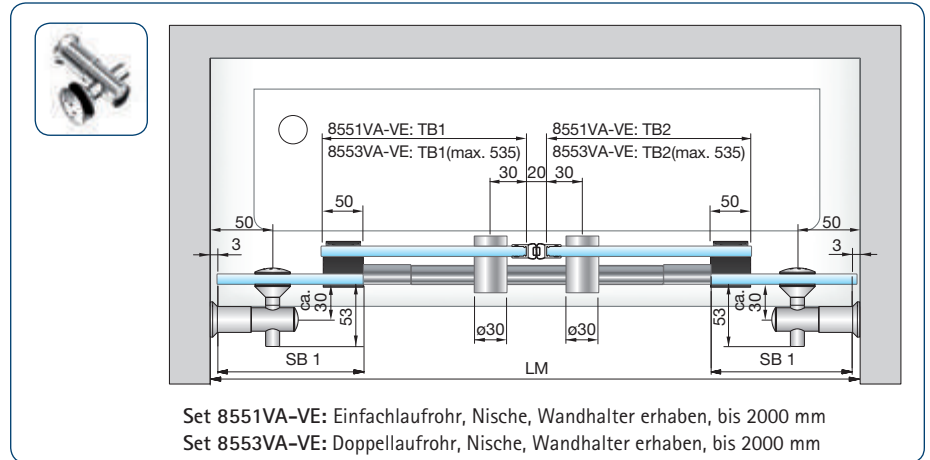 8551VA-VE: TB1 8551VA-VE: TB2
8553VA-VE: TB1(max. 535) 8553VA-VE: TB2(max. 535)
30 20 30
50 50
50 50
3 3
ca. 30 ca. 30
53 53
ø30 ø30
SB 1 SB 1
LM
Set 8551VA-VE: Einfachlaufrohr, Nische, Wandhalter erhaben, bis 2000 mm
Set 8553VA-VE: Doppellaufrohr, Nische, Wandhalter erhaben, bis 2000 mm